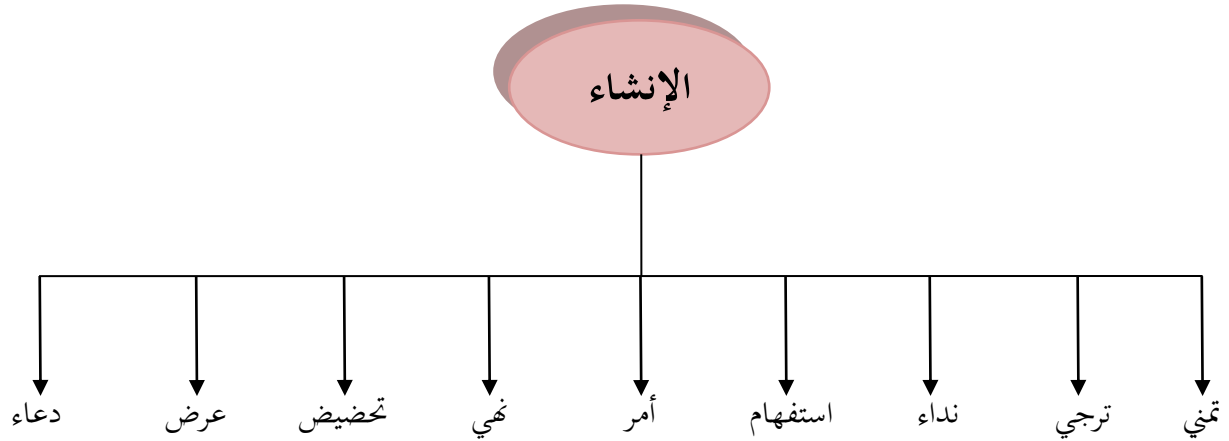 الإنشاء
تمني ترجي نداء استفهام أمر نهي تحضيض عرض دعاء